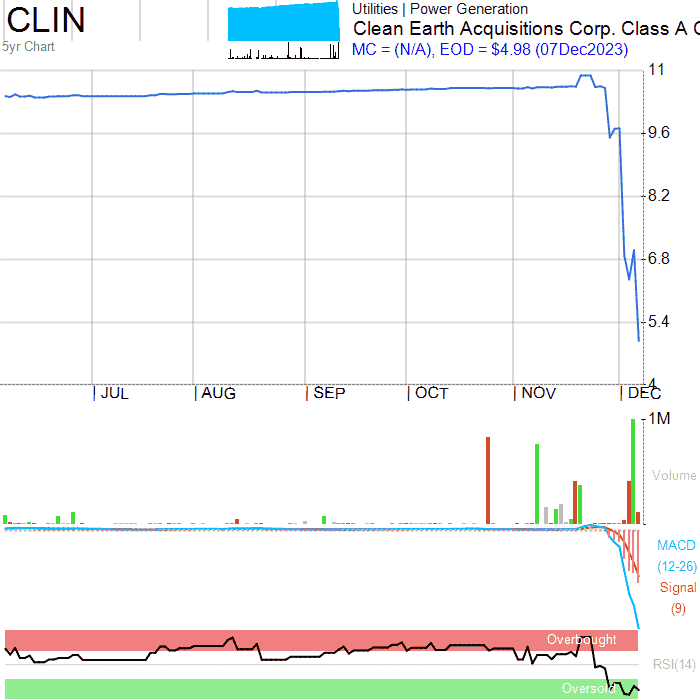 CLIN
5yr Chart
Utilities | Power Generation
Clean Earth Acquisitions Corp. Class A C
MC = (N/A), EOD = $4.98 (07Dec2023)
11
9.6
8.2
6.8
5.4
4
JUL AUG SEP OCT NOV DEC
1M
Volume
MACD
(12-26)
Signal
(9)
Overbought
RSI(14)
Oversold